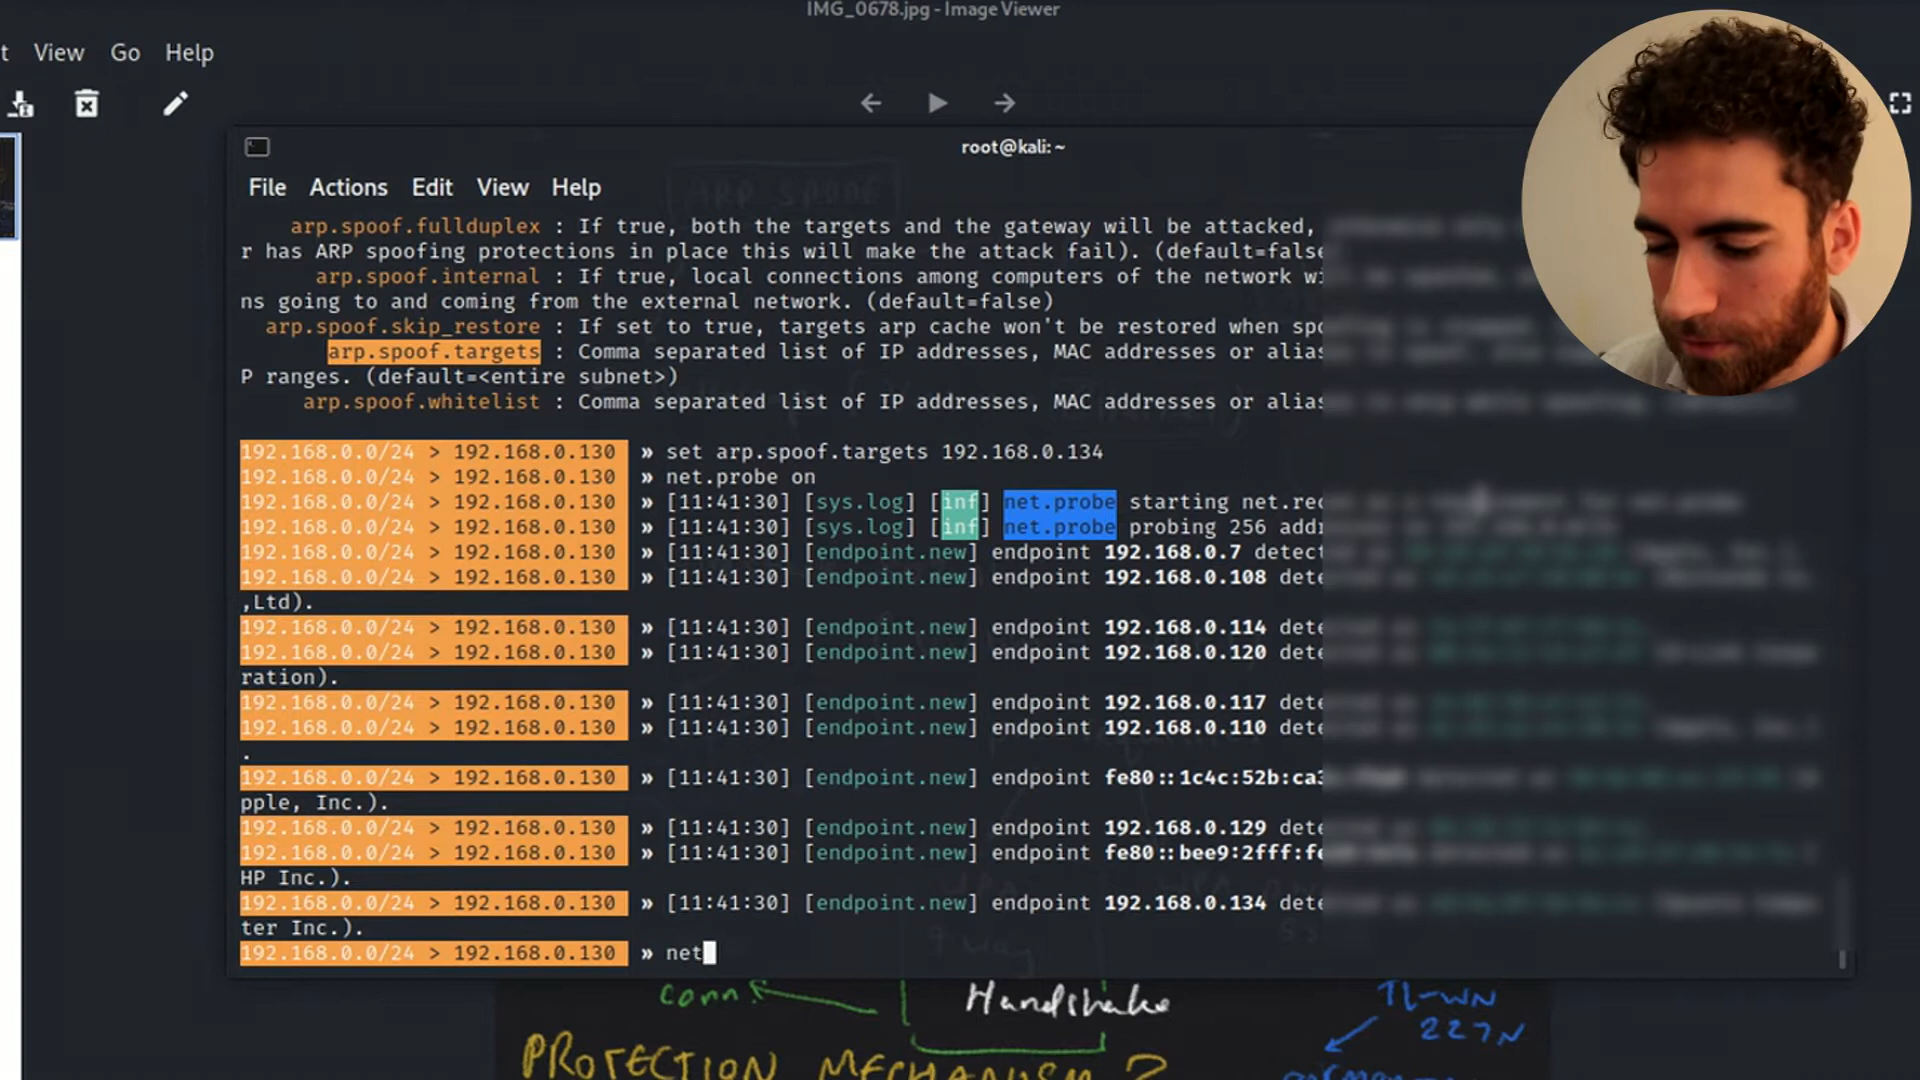 IMG_0678.jpg - Image Viewer
t View Go Help
root@kali: ~
File Actions Edit View Help
arp.spoof.fullduplex : If true, both the targets and the gateway will be attacked,
r has ARP spoofing protections in place this will make the attack fail). (default=false
arp.spoof.internal : If true, local connections among computers of the network wi
ns going to and coming from the external network. (default=false)
arp.spoof.skip_restore : If set to true, targets arp cache won't be restored when spo
arp.spoof.targets : Comma separated list of IP addresses, MAC addresses or alias
P ranges. (default=<entire subnet>)
arp.spoof.whitelist : Comma separated list of IP addresses, MAC addresses or alias
192.168.0.0/24 > 192.168.0.130 » set arp.spoof.targets 192.168.0.134
192.168.0.0/24 > 192.168.0.130 » net.probe on
192.168.0.0/24 > 192.168.0.130 » [11:41:30] [sys.log] [inf] net.probe starting net.rec
192.168.0.0/24 > 192.168.0.130 » [11:41:30] [sys.log] [inf] net.probe probing 256 addr
192.168.0.0/24 > 192.168.0.130 » [11:41:30] [endpoint.new] endpoint 192.168.0.7 detect
192.168.0.0/24 > 192.168.0.130 » [11:41:30] [endpoint.new] endpoint 192.168.0.108 dete
,Ltd).
192.168.0.0/24 > 192.168.0.130 » [11:41:30] [endpoint.new] endpoint 192.168.0.114 dete
192.168.0.0/24 > 192.168.0.130 » [11:41:30] [endpoint.new] endpoint 192.168.0.120 dete
ration).
192.168.0.0/24 > 192.168.0.130 » [11:41:30] [endpoint.new] endpoint 192.168.0.117 dete
192.168.0.0/24 > 192.168.0.130 » [11:41:30] [endpoint.new] endpoint 192.168.0.110 dete
.
192.168.0.0/24 > 192.168.0.130 » [11:41:30] [endpoint.new] endpoint fe80::1c4c:52b:ca3
pple, Inc.).
192.168.0.0/24 > 192.168.0.130 » [11:41:30] [endpoint.new] endpoint 192.168.0.129 dete
192.168.0.0/24 > 192.168.0.130 » [11:41:30] [endpoint.new] endpoint fe80::bee9:2fff:fe
HP Inc.).
192.168.0.0/24 > 192.168.0.130 » [11:41:30] [endpoint.new] endpoint 192.168.0.134 dete
ter Inc.).
192.168.0.0/24 > 192.168.0.130 » net
ARP SPOOF
4 way
conn
Handshake
TL-WN
227N
PROTECTION MECHANISM ?